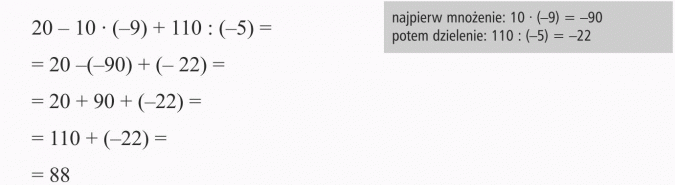 20 – 10 · (–9) + 110 : (–5) =
= 20 –(–90) + (– 22) =
= 20 + 90 + (–22) =
= 110 + (–22) =
= 88
najpierw mnożenie: 10 · (–9) = –90
potem dzielenie: 110 : (–5) = –22